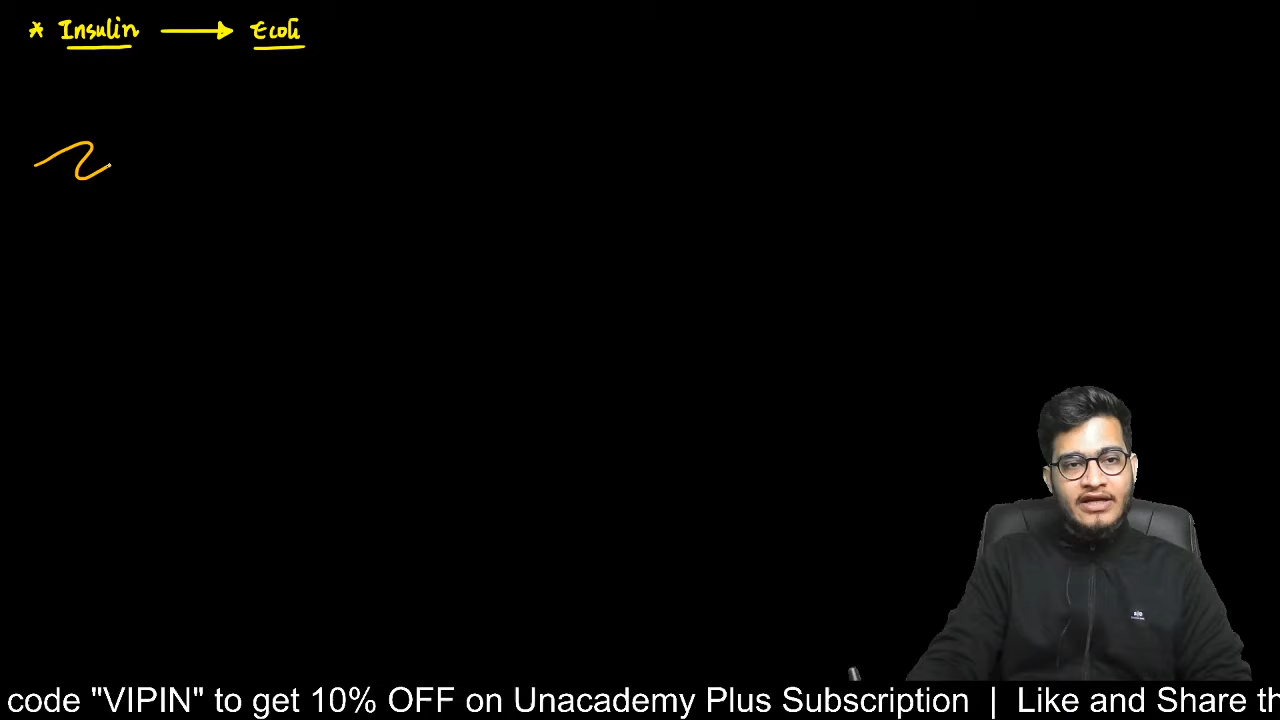 * Insulin → Ecoli
code "VIPIN" to get 10% OFF on Unacademy Plus Subscription | Like and Share th